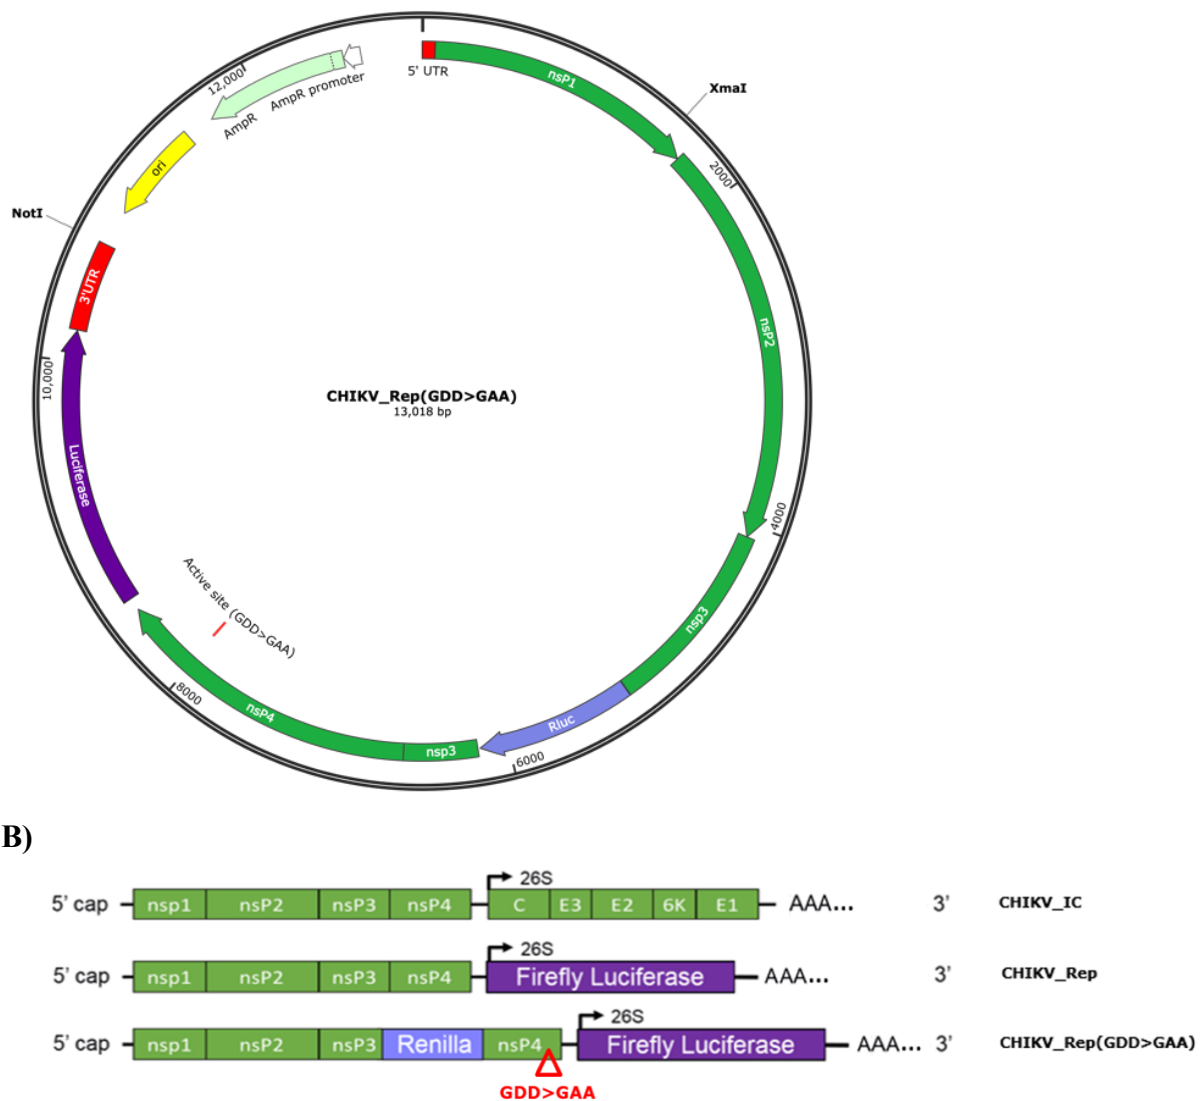 12,000
AmpR promoter
AmpR
5' UTR
nsP1
XmaI
2000
ori
NotI
3'UTR
nsP2
10,000
CHIKV_Rep(GDD>GAA)
13,018 bp
Luciferase
4000
Active site (GDD>GAA)
nsp3
8000
nsP4
nsp3
Rluc
6000
B)
26S
5' cap nsp1 nsP2 nsP3 nsP4 C E3 E2 6K E1 AAA... 3' CHIKV_IC
26S
5' cap nsp1 nsP2 nsP3 nsP4 Firefly Luciferase AAA... 3' CHIKV_Rep
26S
5' cap nsp1 nsP2 nsP3 Renilla nsP4 Firefly Luciferase AAA... 3' CHIKV_Rep(GDD>GAA)
GDD>GAA